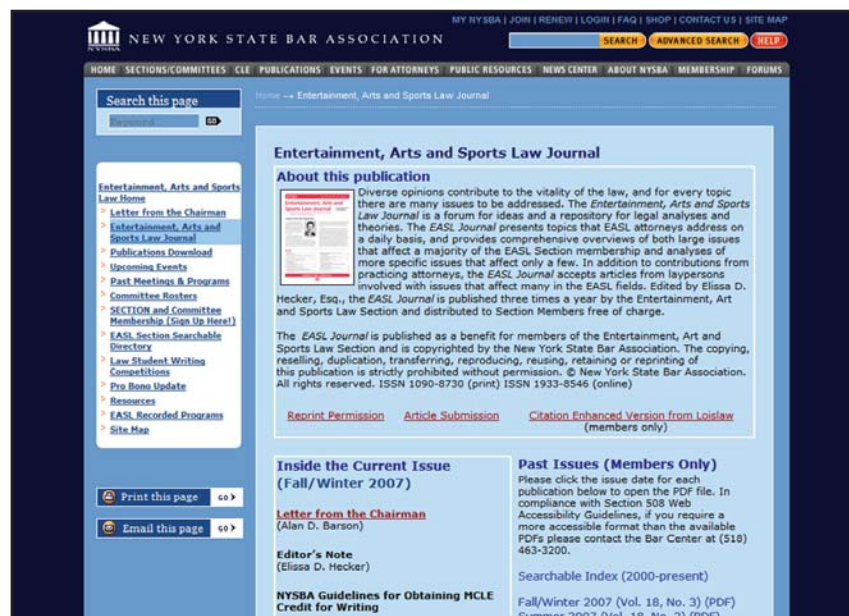 MY NYSBA | JOIN | RENEW | LOGIN | FAQ | SHOP | CONTACT US | SITE MAP
NYSBA
NEW YORK STATE BAR ASSOCIATION
SEARCH ADVANCED SEARCH HELP
HOME SECTIONS/COMMITTEES CLE PUBLICATIONS EVENTS FOR ATTORNEYS PUBLIC RESOURCES NEWS CENTER ABOUT NYSBA MEMBERSHIP FORUMS
Search this page
Keyword GO
Entertainment, Arts and Sports
Law Home
Letter from the Chairman
Entertainment, Arts and
Sports Law Journal
Publications Download
Upcoming Events
Past Meetings & Programs
Committee Rosters
SECTION and Committee
Membership (Sign Up Here!)
EASL Section Searchable
Directory
Law Student Writing
Competitions
Pro Bono Update
Resources
EASL Recorded Programs
Site Map
Print this page GO
Email this page GO
Home → Entertainment, Arts and Sports Law Journal
Entertainment, Arts and Sports Law Journal
About this publication
Diverse opinions contribute to the vitality of the law, and for every topic
there are many issues to be addressed. The Entertainment, Arts and Sports
Law Journal is a forum for ideas and a repository for legal analyses and
theories. The EASL Journal presents topics that EASL attorneys address on
a daily basis, and provides comprehensive overviews of both large issues
that affect a majority of the EASL Section membership and analyses of
more specific issues that affect only a few. In addition to contributions from
practicing attorneys, the EASL Journal accepts articles from laypersons
involved with issues that affect many in the EASL fields. Edited by Elissa D.
Hecker, Esq., the EASL Journal is published three times a year by the Entertainment, Art
and Sports Law Section and distributed to Section Members free of charge.
The EASL Journal is published as a benefit for members of the Entertainment, Art and
Sports Law Section and is copyrighted by the New York State Bar Association. The copying,
reselling, duplication, transferring, reproducing, reusing, retaining or reprinting of
this publication is strictly prohibited without permission. © New York State Bar Association.
All rights reserved. ISSN 1090-8730 (print) ISSN 1933-8546 (online)
Reprint Permission Article Submission Citation Enhanced Version from Loislaw
(members only)
Inside the Current Issue
(Fall/Winter 2007)
Letter from the Chairman
(Alan D. Barson)
Editor's Note
(Elissa D. Hecker)
NYSBA Guidelines for Obtaining MCLE
Credit for Writing
Past Issues (Members Only)
Please click the issue date for each
publication below to open the PDF file. In
compliance with Section 508 Web
Accessibility Guidelines, if you require a
more accessible format than the available
PDFs please contact the Bar Center at (518)
463-3200.
Searchable Index (2000-present)
Fall/Winter 2007 (Vol. 18, No. 3) (PDF)
Summer 2007 (Vol. 18, No. 2) (PDF)